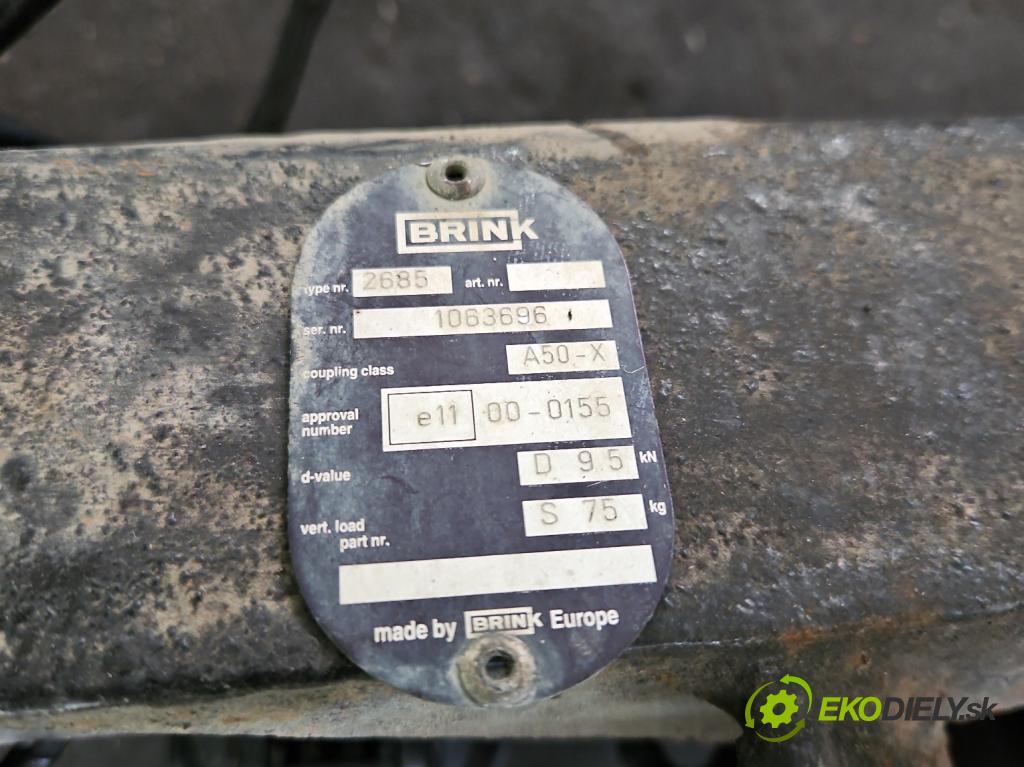 BRINK
type nr. 2685 art. nr.
ser. nr. 1063696
coupling class A50-X
approval number e11 00-0155
d-value D 9.5 kN
vert. load S 75 kg
part nr.
made by BRINK Europe
EKODIELY.sk